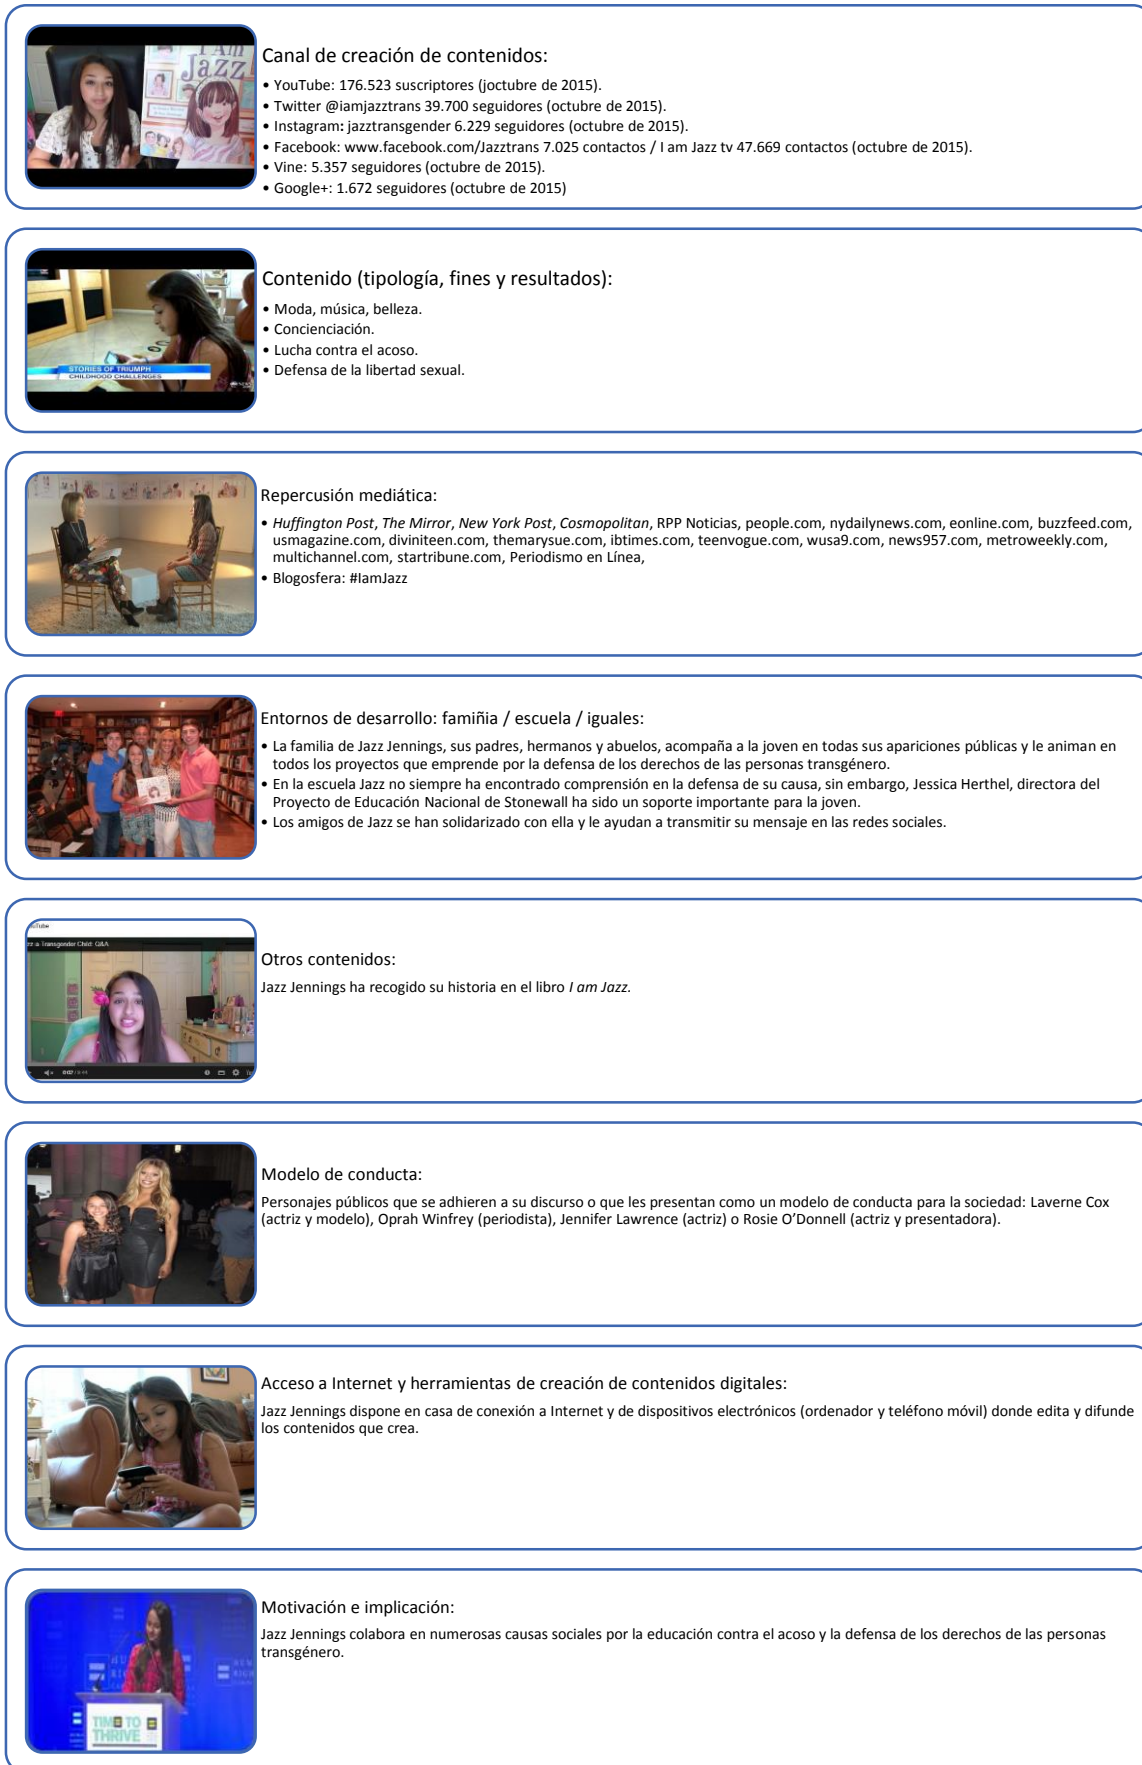 I Am
Jazz
Canal de creación de contenidos:
• YouTube: 176.523 suscriptores (joctubre de 2015).
• Twitter @iamjazztrans 39.700 seguidores (octubre de 2015).
• Instagram: jazztransgender 6.229 seguidores (octubre de 2015).
• Facebook: www.facebook.com/Jazztrans 7.025 contactos / I am Jazz tv 47.669 contactos (octubre de 2015).
• Vine: 5.357 seguidores (octubre de 2015).
• Google+: 1.672 seguidores (octubre de 2015)
STORIES OF TRIUMPH
CHILDHOOD CHALLENGES
Contenido (tipología, fines y resultados):
• Moda, música, belleza.
• Concienciación.
• Lucha contra el acoso.
• Defensa de la libertad sexual.
Repercusión mediática:
• Huffington Post, The Mirror, New York Post, Cosmopolitan, RPP Noticias, people.com, nydailynews.com, eonline.com, buzzfeed.com,
usmagazine.com, diviniteen.com, themarysue.com, ibtimes.com, teenvogue.com, wusa9.com, news957.com, metroweekly.com,
multichannel.com, startribune.com, Periodismo en Línea,
• Blogosfera: #IamJazz
Entornos de desarrollo: famiñia / escuela / iguales:
• La familia de Jazz Jennings, sus padres, hermanos y abuelos, acompaña a la joven en todas sus apariciones públicas y le animan en
todos los proyectos que emprende por la defensa de los derechos de las personas transgénero.
• En la escuela Jazz no siempre ha encontrado comprensión en la defensa de su causa, sin embargo, Jessica Herthel, directora del
Proyecto de Educación Nacional de Stonewall ha sido un soporte importante para la joven.
• Los amigos de Jazz se han solidarizado con ella y le ayudan a transmitir su mensaje en las redes sociales.
a Transgender Child: Q&A
Otros contenidos:
Jazz Jennings ha recogido su historia en el libro I am Jazz.
Modelo de conducta:
Personajes públicos que se adhieren a su discurso o que les presentan como un modelo de conducta para la sociedad: Laverne Cox
(actriz y modelo), Oprah Winfrey (periodista), Jennifer Lawrence (actriz) o Rosie O’Donnell (actriz y presentadora).
Acceso a Internet y herramientas de creación de contenidos digitales:
Jazz Jennings dispone en casa de conexión a Internet y de dispositivos electrónicos (ordenador y teléfono móvil) donde edita y difunde
los contenidos que crea.
TIME TO
THRIVE
Motivación e implicación:
Jazz Jennings colabora en numerosas causas sociales por la educación contra el acoso y la defensa de los derechos de las personas
transgénero.